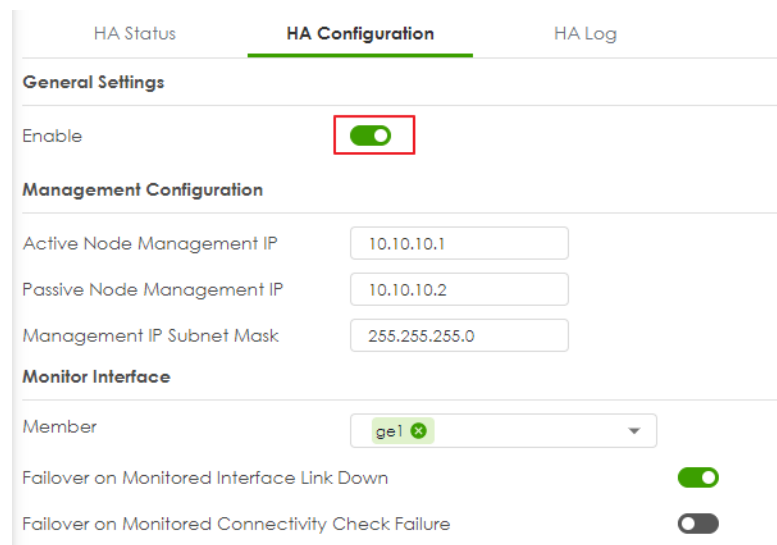 HA Status HA Configuration HA Log
General Settings
Enable
Management Configuration
Active Node Management IP 10.10.10.1
Passive Node Management IP 10.10.10.2
Management IP Subnet Mask 255.255.255.0
Monitor Interface
Member ge1
Failover on Monitored Interface Link Down
Failover on Monitored Connectivity Check Failure